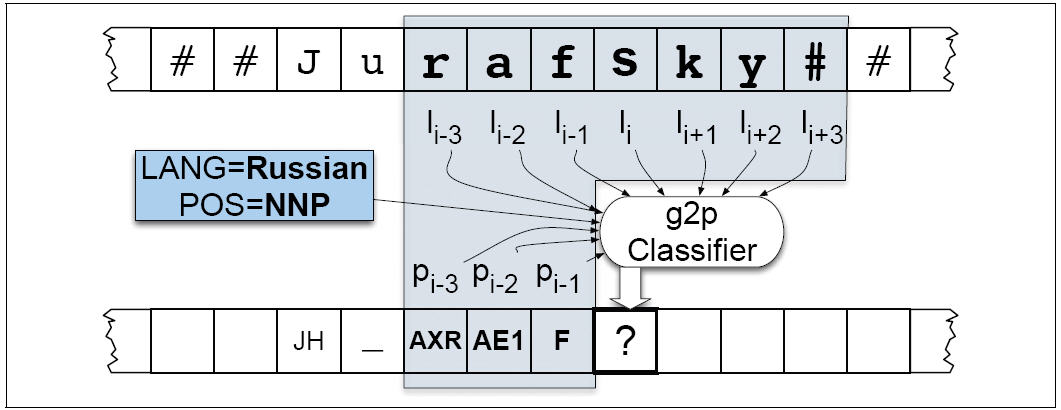 # # J u r a f S k y # #
l i-3 l i-2 l i-1 l i l i+1 l i+2 l i+3
LANG=Russian
POS=NNP
g2p
Classifier
p i-3 p i-2 p i-1
JH _ AXR AE1 F ?